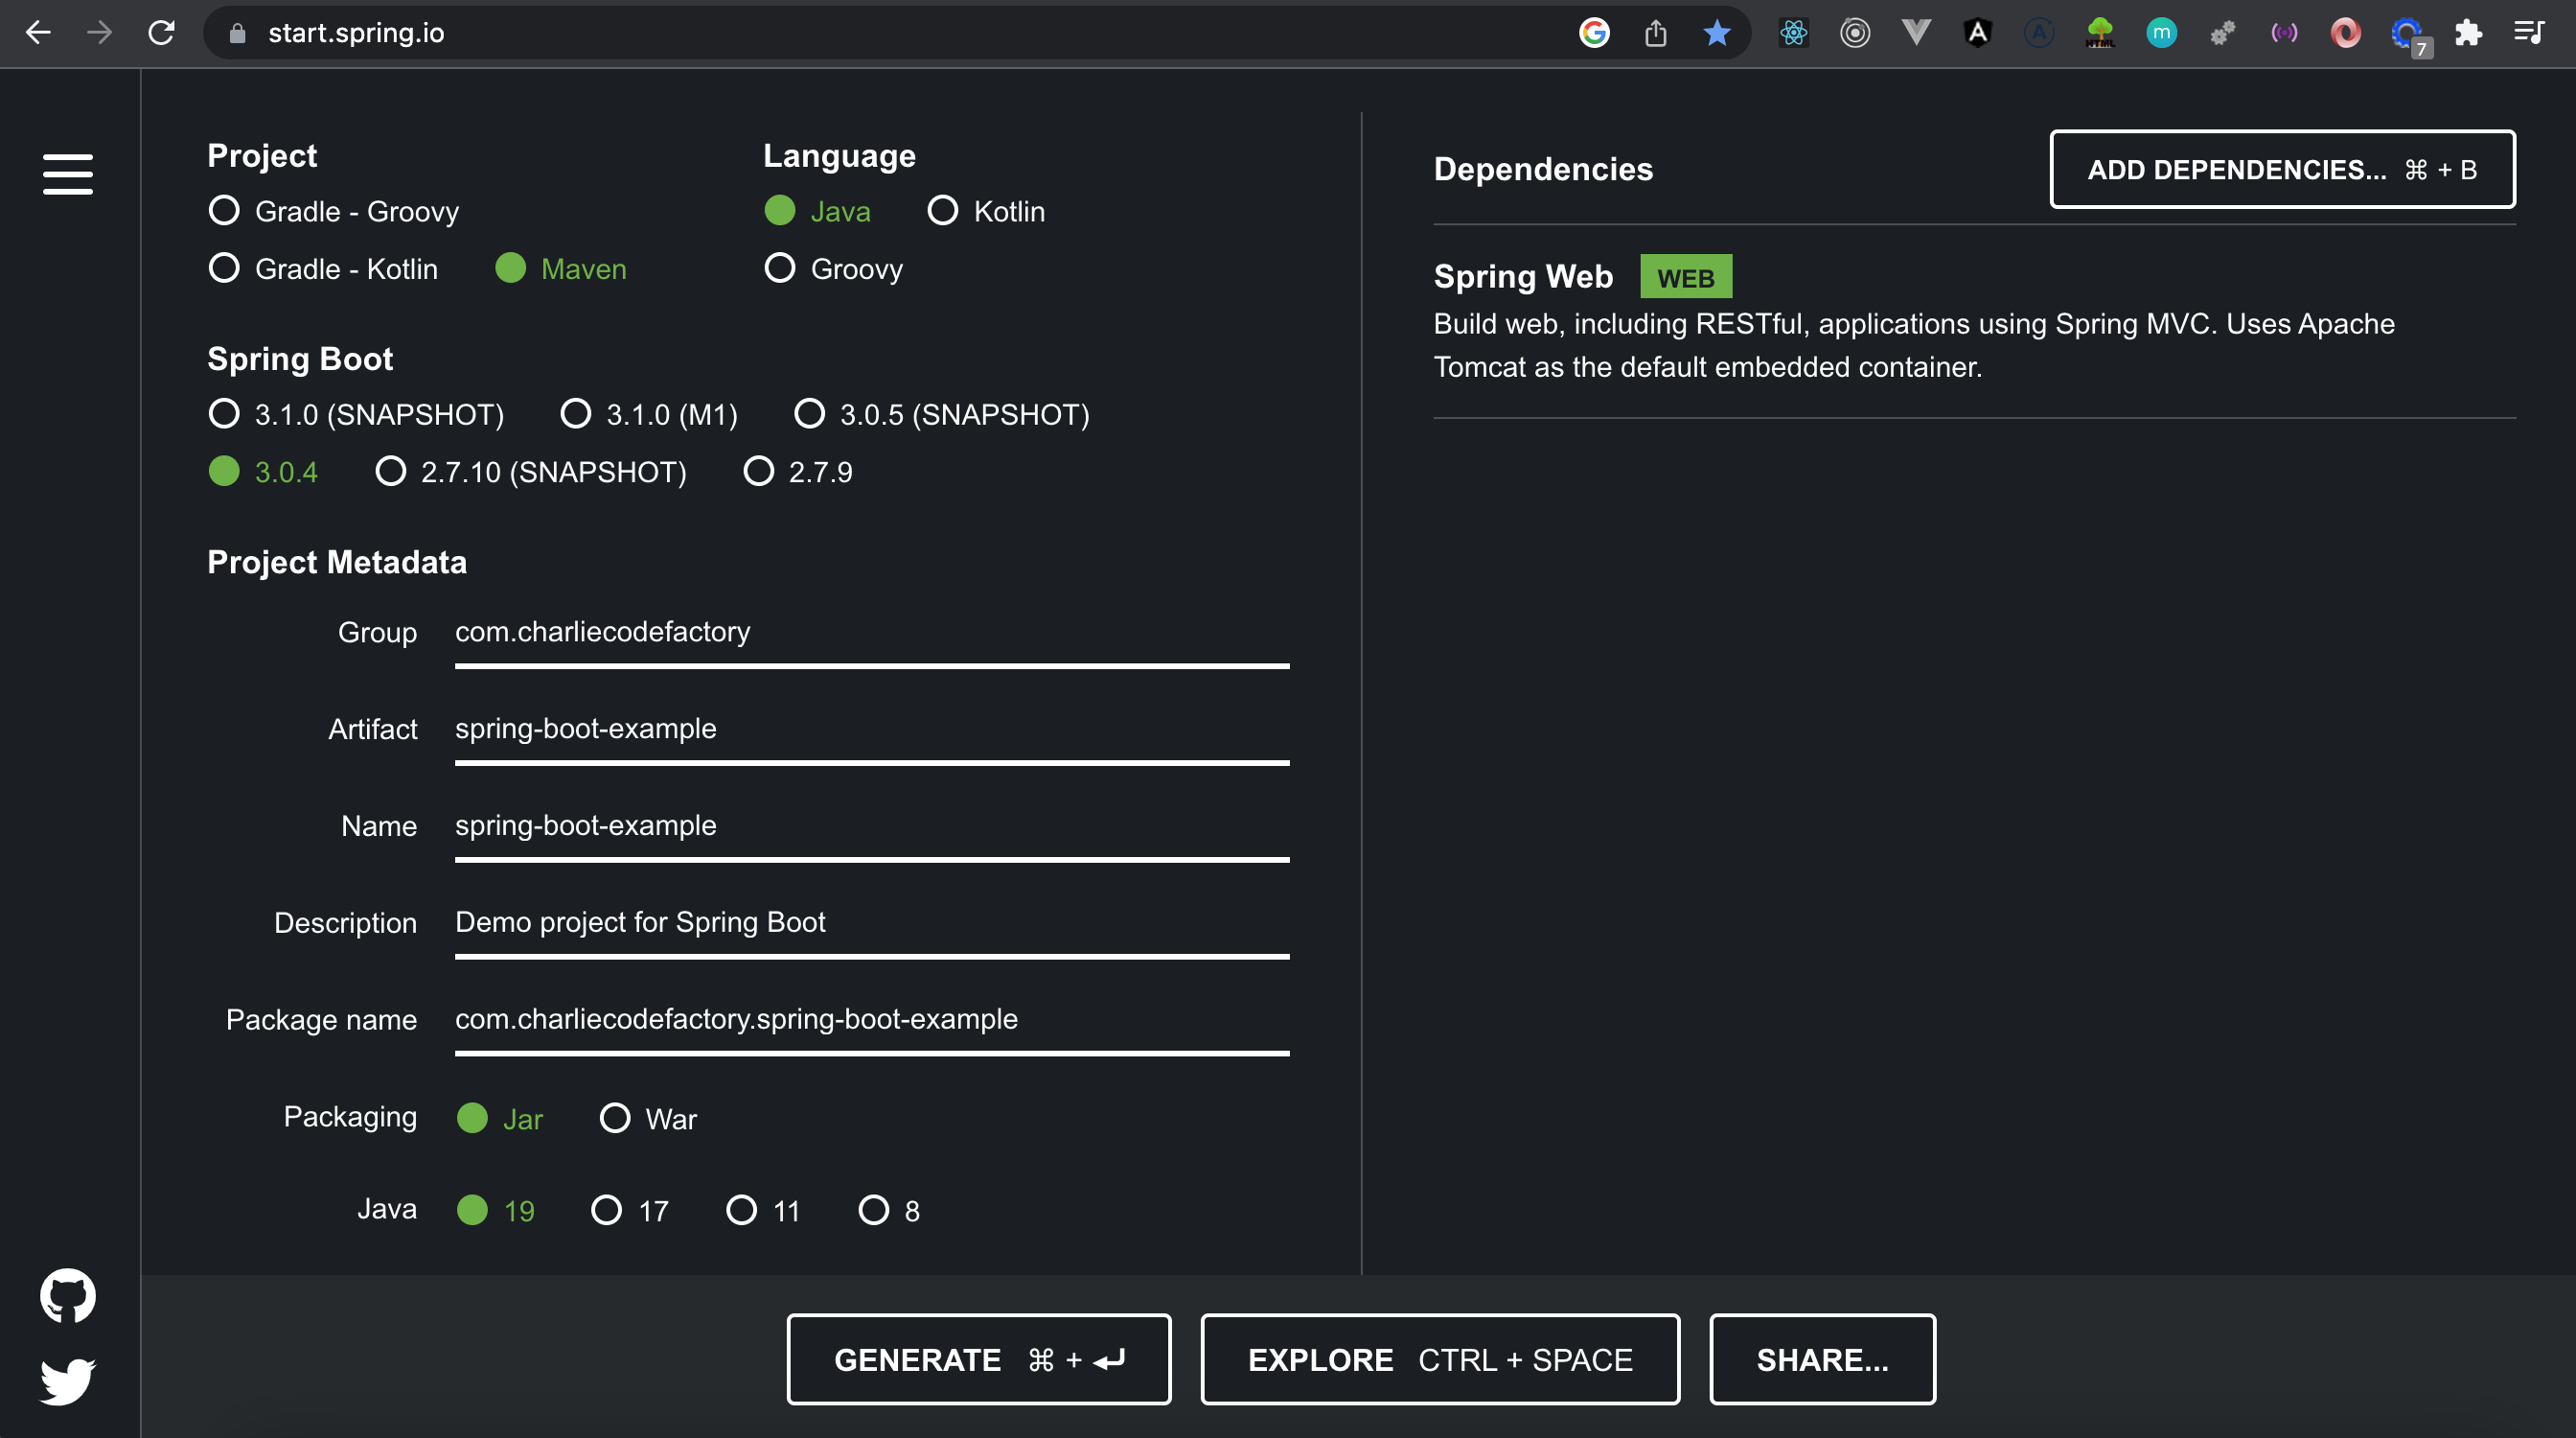 start.spring.io
7
Project
Gradle - Groovy
Gradle - Kotlin Maven
Language
Java Kotlin
Groovy
Spring Boot
3.1.0 (SNAPSHOT) 3.1.0 (M1) 3.0.5 (SNAPSHOT)
3.0.4 2.7.10 (SNAPSHOT) 2.7.9
Project Metadata
Group com.charliecodefactory
Artifact spring-boot-example
Name spring-boot-example
Description Demo project for Spring Boot
Package name com.charliecodefactory.spring-boot-example
Packaging Jar War
Java 19 17 11 8
Dependencies
ADD DEPENDENCIES... ⌘ + B
Spring Web WEB
Build web, including RESTful, applications using Spring MVC. Uses Apache
Tomcat as the default embedded container.
GENERATE ⌘ + ↵
EXPLORE CTRL + SPACE
SHARE...